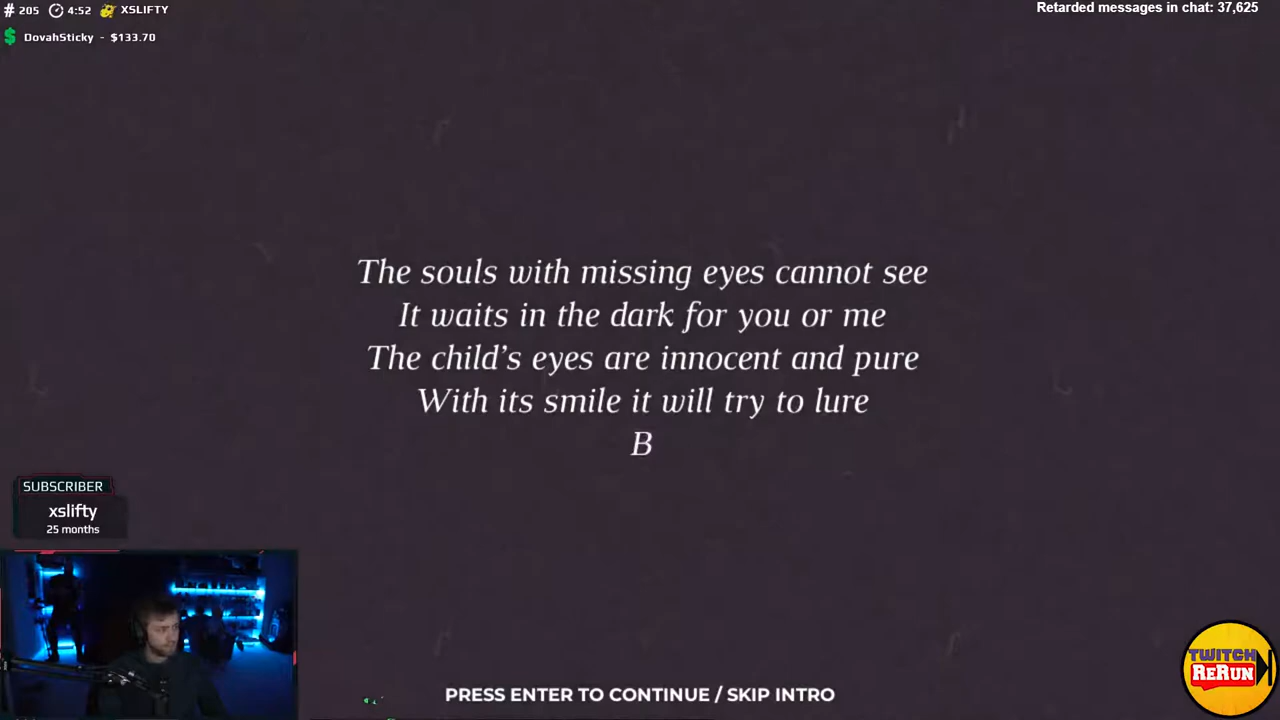 # 205 4:52 XSLIFTY
Retarded messages in chat: 37,625
$ DovahSticky - $133.70
The souls with missing eyes cannot see
It waits in the dark for you or me
The child’s eyes are innocent and pure
With its smile it will try to lure
B
SUBSCRIBER
xslifty
25 months
TWITCH
ReRUN
PRESS ENTER TO CONTINUE / SKIP INTRO